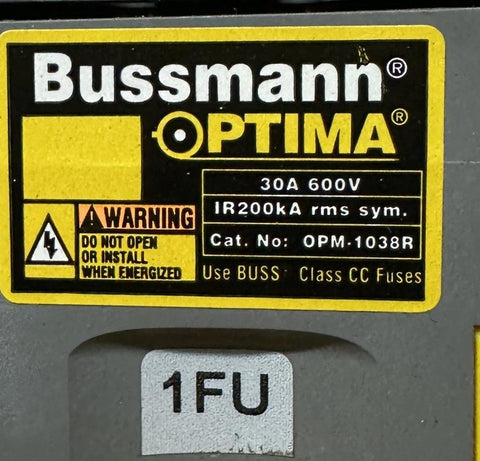 Bussmann®
OPTIMA®
30A 600V
IR200kA rms sym.
Cat. No: OPM-1038R
WARNING
DO NOT OPEN
OR INSTALL
WHEN ENERGIZED
Use BUSS Class CC Fuses
1FU